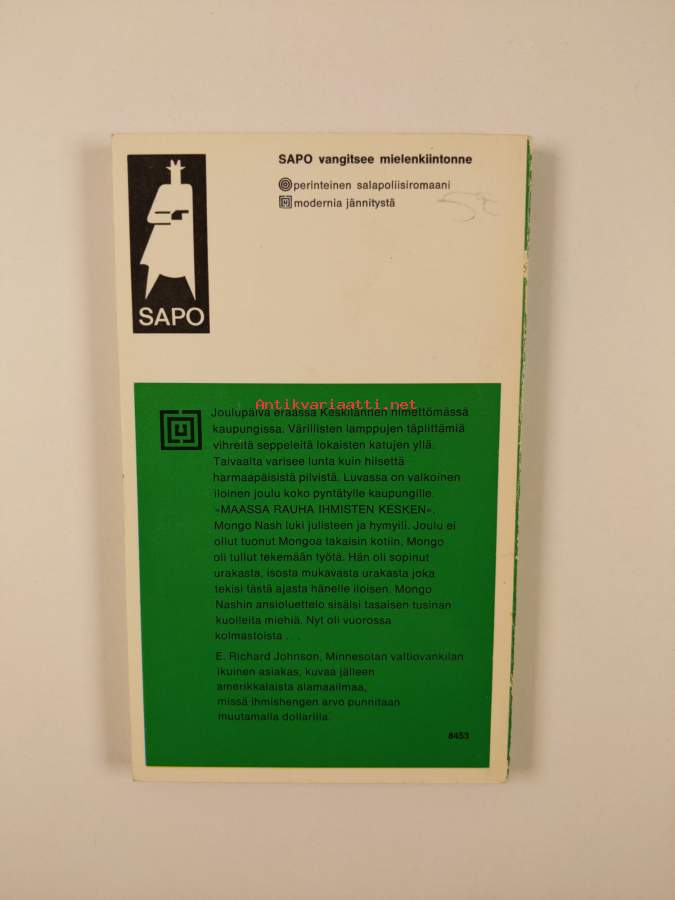 SAPO vangitsee mielenkiintonne
perinteinen salapoliisiromaani
modernia jännitystä
SAPO
Antikvariaatti.net
Joulupäivä eräässä Keskilännen nimettömässä
kaupungissa. Värillisten lamppujen täplittämiä
vihreitä seppeleitä lokaisten katujen yllä.
Taivaalta varisee lunta kuin hilsettä
harmaapäisistä pilvistä. Luvassa on valkoinen
iloinen joulu koko pyntätylle kaupungille.
»MAASSA RAUHA IHMISTEN KESKEN»,
Mongo Nash luki julisteen ja hymyili. Joulu ei
ollut tuonut Mongoa takaisin kotiin, Mongo
oli tullut tekemään työtä. Hän oli sopinut
urakasta, isosta mukavasta urakasta joka
tekisi tästä ajasta hänelle iloisen. Mongo
Nashin ansioluettelo sisälsi tasaisen tusinan
kuolleita miehiä. Nyt oli vuorossa
kolmastoista . . .
E. Richard Johnson, Minnesotan valtiovankilan
ikuinen asiakas, kuvaa jälleen
amerikkalaista alamaailmaa,
missä ihmishengen arvo punnitaan
muutamalla dollarilla.
8453